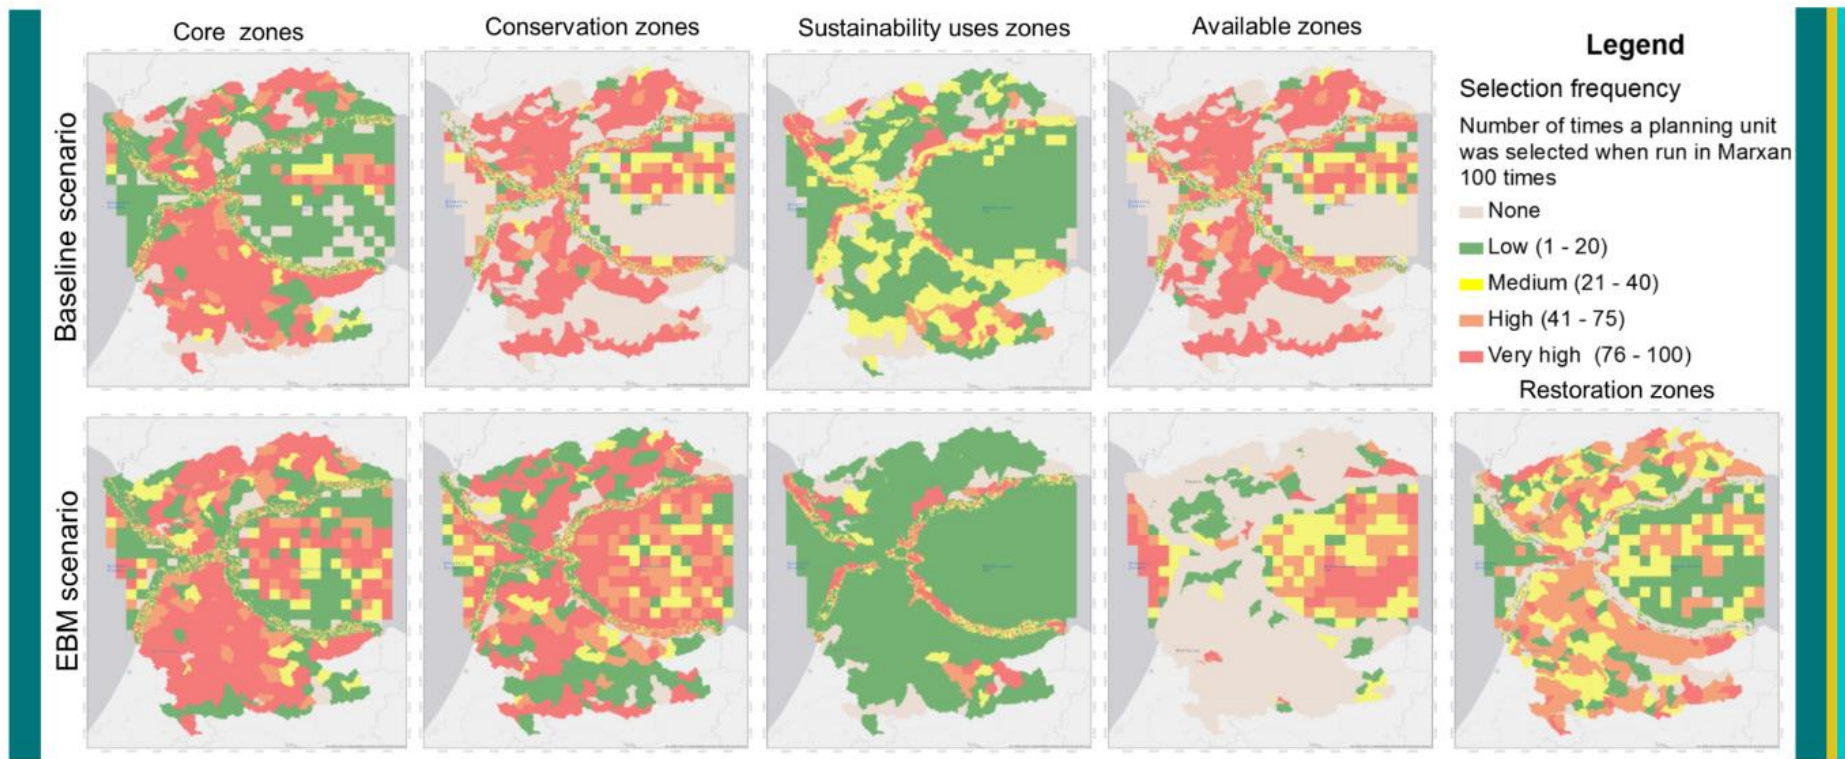 Core zones
Conservation zones
Sustainability uses zones
Available zones
Legend
Selection frequency
Number of times a planning unit
was selected when run in Marxan
100 times
None
Low (1 - 20)
Medium (21 - 40)
High (41 - 75)
Very high (76 - 100)
Restoration zones
Baseline scenario
EBM scenario